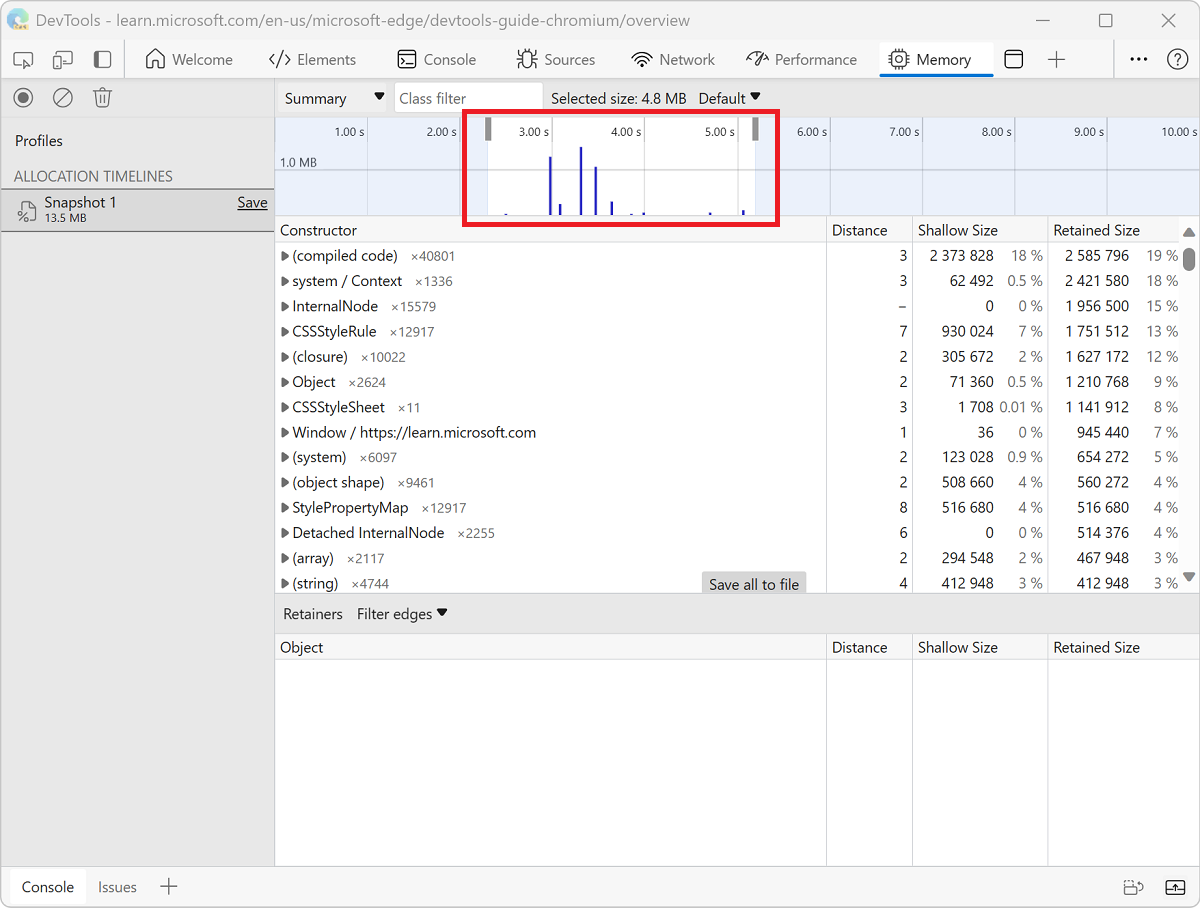 DevTools - learn.microsoft.com/en-us/microsoft-edge/devtools-guide-chromium/overview
Welcome Elements Console Sources Network Performance Memory
Summary Class filter Selected size: 4.8 MB Default
Profiles
ALLOCATION TIMELINES
Snapshot 1 Save
13.5 MB
1.00 s 2.00 s 3.00 s 4.00 s 5.00 s 6.00 s 7.00 s 8.00 s 9.00 s 10.00 s
1.0 MB
Constructor Distance Shallow Size Retained Size
(compiled code) ×40801 3 2 373 828 18 % 2 585 796 19 %
system / Context ×1336 3 62 492 0.5 % 2 421 580 18 %
InternalNode ×15579 – 0 0 % 1 956 500 15 %
CSSStyleRule ×12917 7 930 024 7 % 1 751 512 13 %
(closure) ×10022 2 305 672 2 % 1 627 172 12 %
Object ×2624 2 71 360 0.5 % 1 210 768 9 %
CSSStyleSheet ×11 3 1 708 0.01 % 1 141 912 8 %
Window / https://learn.microsoft.com 1 36 0 % 945 440 7 %
(system) ×6097 2 123 028 0.9 % 654 272 5 %
(object shape) ×9461 2 508 660 4 % 560 272 4 %
StylePropertyMap ×12917 8 516 680 4 % 516 680 4 %
Detached InternalNode ×2255 6 0 0 % 514 376 4 %
(array) ×2117 2 294 548 2 % 467 948 3 %
(string) ×4744 Save all to file 4 412 948 3 % 412 948 3 %
Retainers Filter edges
Object Distance Shallow Size Retained Size
Console Issues